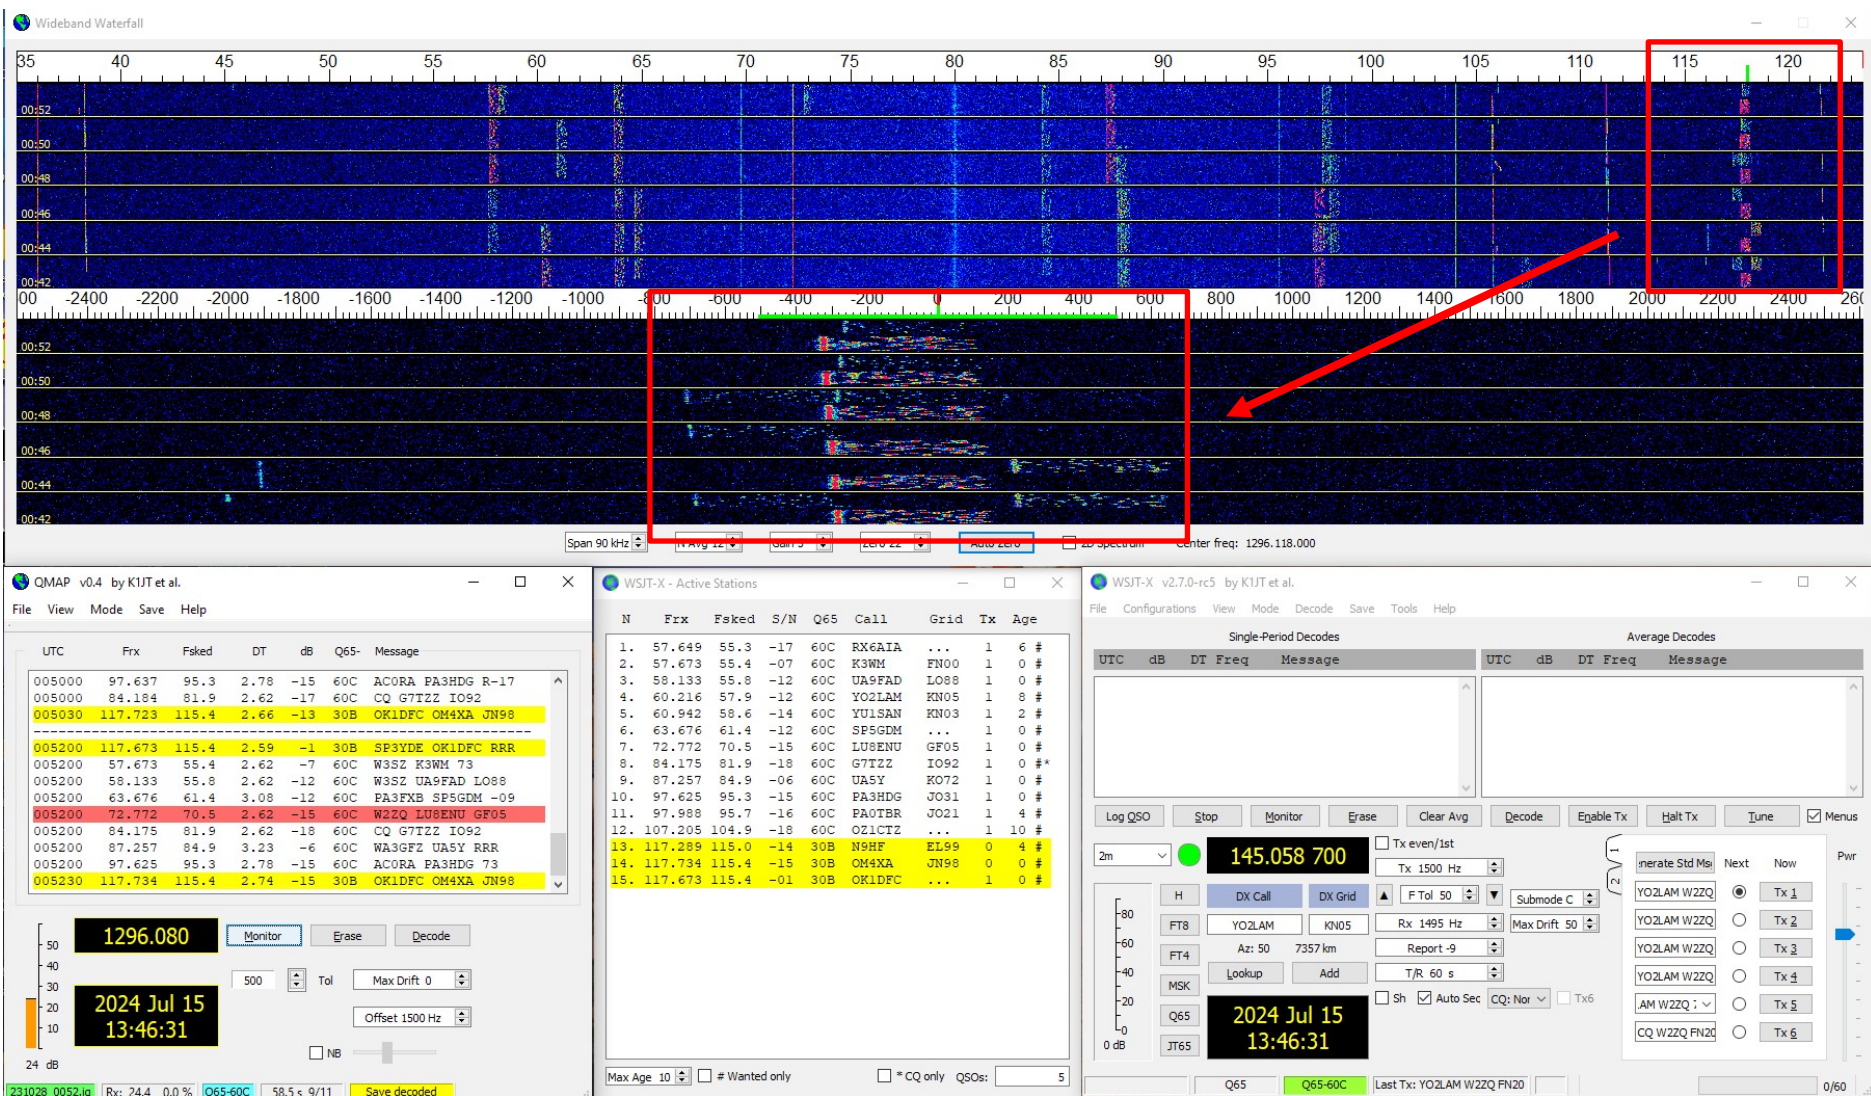 Wideband Waterfall
35 40 45 50 55 60 65 70 75 80 85 90 95 100 105 110 115 120
00:52
00:50
00:48
00:46
00:44
00:42
00 -2400 -2200 -2000 -1800 -1600 -1400 -1200 -1000 -800 -600 -400 -200 0 200 400 600 800 1000 1200 1400 1600 1800 2000 2200 2400 260
00:52
00:50
00:48
00:46
00:44
00:42
Span 90 kHz N Avg 12 Gain 5 Zero 22 Auto Zero 2D Spectrum Center freq: 1296.118.000
QMAP v0.4 by K1JT et al.
File View Mode Save Help
UTC Frx Fsked DT dB Q65- Message
005000 97.637 95.3 2.78 -15 60C AC0RA PA3HDG R-17
005000 84.184 81.9 2.62 -17 60C CQ G7TZZ IO92
005030 117.723 115.4 2.66 -13 30B OK1DFC OM4XA JN98
------------------------------------------------------------
005200 117.673 115.4 2.59 -1 30B SP3YDE OK1DFC RRR
005200 57.673 55.4 2.62 -7 60C W3SZ K3WM 73
005200 58.133 55.8 2.62 -12 60C W3SZ UA9FAD LO88
005200 63.676 61.4 3.08 -12 60C PA3FXB SP5GDM -09
005200 72.772 70.5 2.62 -15 60C W2ZQ LU8ENU GF05
005200 84.175 81.9 2.62 -18 60C CQ G7TZZ IO92
005200 87.257 84.9 3.23 -6 60C WA3GFZ UA5Y RRR
005200 97.625 95.3 2.78 -15 60C AC0RA PA3HDG 73
005230 117.734 115.4 2.74 -15 30B OK1DFC OM4XA JN98
50
40
30
20
10
24 dB
1296.080
Monitor Erase Decode
500 Tol Max Drift 0
2024 Jul 15
13:46:31
Offset 1500 Hz
NB
231028_0052.iq Rx: 24.4 0.0 % Q65-60C 58.5 s 9/11 Save decoded
WSJT-X - Active Stations
N Frx Fsked S/N Q65 Call Grid Tx Age
1. 57.649 55.3 -17 60C RX6AIA ... 1 6 #
2. 57.673 55.4 -07 60C K3WM FN00 1 0 #
3. 58.133 55.8 -12 60C UA9FAD LO88 1 0 #
4. 60.216 57.9 -12 60C YO2LAM KN05 1 8 #
5. 60.942 58.6 -14 60C YU1SAN KN03 1 2 #
6. 63.676 61.4 -12 60C SP5GDM ... 1 0 #
7. 72.772 70.5 -15 60C LU8ENU GF05 1 0 #
8. 84.175 81.9 -18 60C G7TZZ IO92 1 0 #*
9. 87.257 84.9 -06 60C UA5Y KO72 1 0 #
10. 97.625 95.3 -15 60C PA3HDG JO31 1 0 #
11. 97.988 95.7 -16 60C PA0TBR JO21 1 4 #
12. 107.205 104.9 -18 60C OZ1CTZ ... 1 10 #
13. 117.289 115.0 -14 30B N9HF EL99 0 4 #
14. 117.734 115.4 -15 30B OM4XA JN98 0 0 #
15. 117.673 115.4 -01 30B OK1DFC ... 1 0 #
Max Age 10 # Wanted only * CQ only QSOs: 5
WSJT-X v2.7.0-rc5 by K1JT et al.
File Configurations View Mode Decode Save Tools Help
Single-Period Decodes
UTC dB DT Freq Message
Average Decodes
UTC dB DT Freq Message
Log QSO Stop Monitor Erase Clear Avg Decode Enable Tx Halt Tx Tune Menus
2m
145.058 700
Tx even/1st
Tx 1500 Hz
H DX Call DX Grid F Tol 50 Submode C
FT8 YO2LAM KN05 Rx 1495 Hz Max Drift 50
FT4 Az: 50 7357 km Report -9
MSK Lookup Add T/R 60 s
Sh Auto Seq CQ: Tx6
Q65
JT65
2024 Jul 15
13:46:31
-80
-60
-40
-20
0
0 dB
1
2
Next Now Pwr
YO2LAM W2ZQ Tx 1
YO2LAM W2ZQ Tx 2
YO2LAM W2ZQ Tx 3
YO2LAM W2ZQ Tx 4
Tx 5
CQ W2ZQ FN20 Tx 6
Q65 Q65-60C Last Tx: YO2LAM W2ZQ FN20 0/60